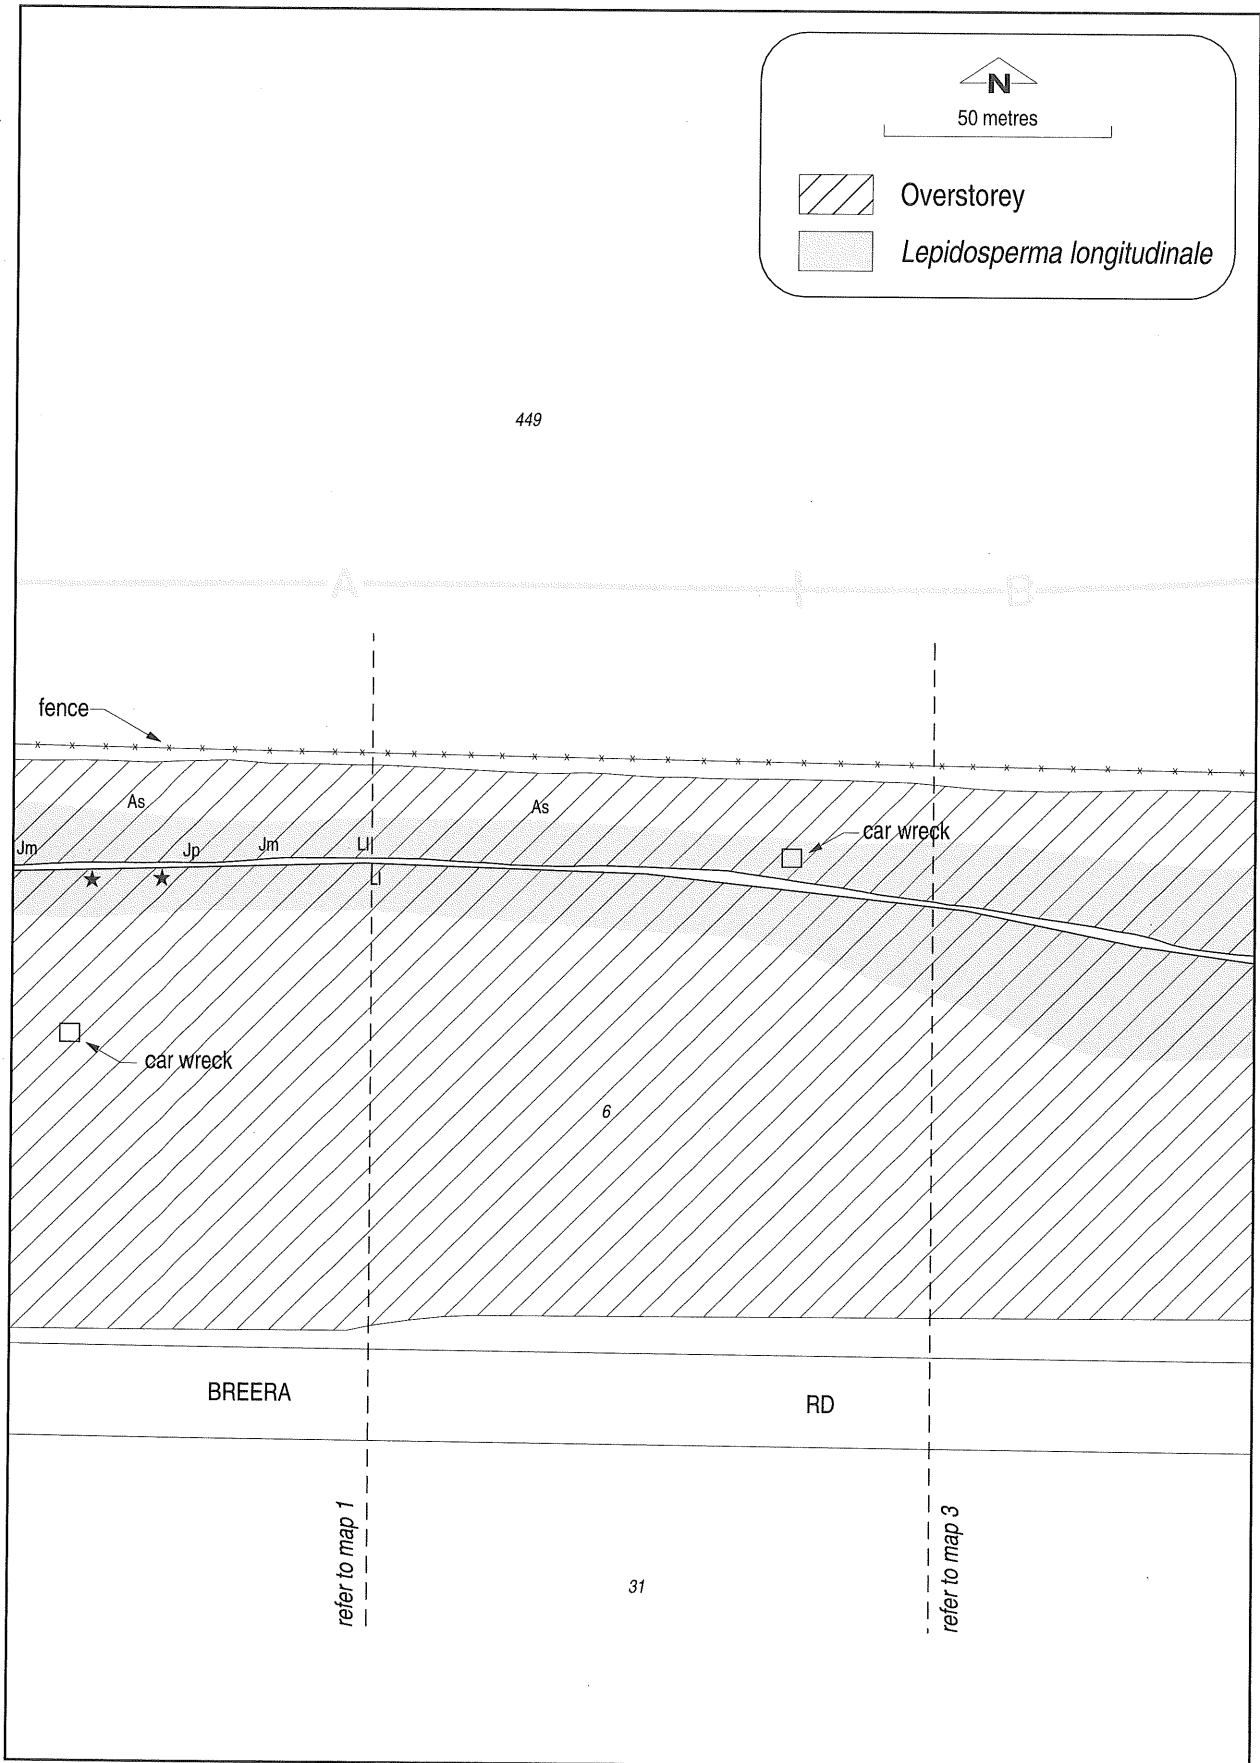 N
50 metres
Overstorey
Lepidosperma longitudinale
449
A
B
fence
As
As
Jm
Jp
Jm
Ll
car wreck
Ll
car wreck
6
BREERA RD
refer to map 1
refer to map 3
31